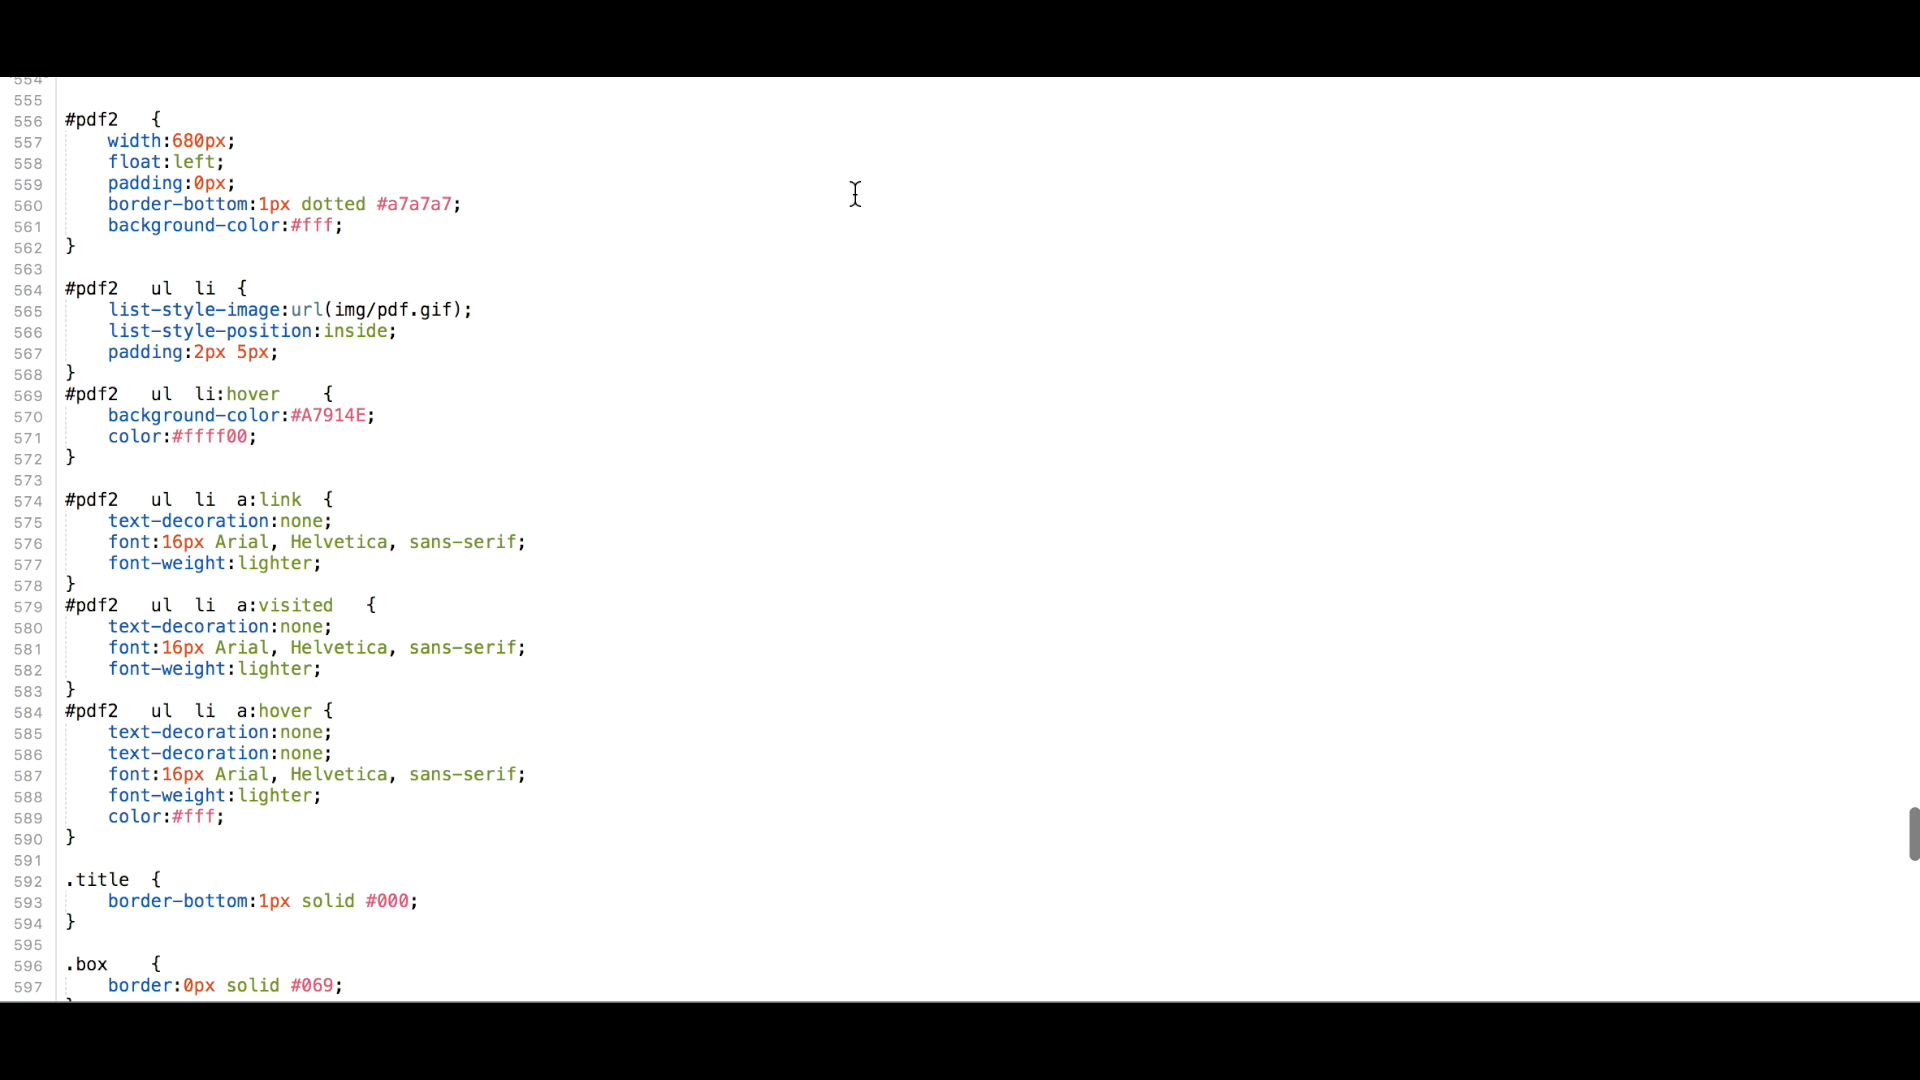 554
555
556 #pdf2   {
557     width:680px;
558     float:left;
559     padding:0px;
560     border-bottom:1px dotted #a7a7a7;
561     background-color:#fff;
562 }
563
564 #pdf2   ul  li  {
565     list-style-image:url(img/pdf.gif);
566     list-style-position:inside;
567     padding:2px 5px;
568 }
569 #pdf2   ul  li:hover    {
570     background-color:#A7914E;
571     color:#ffff00;
572 }
573
574 #pdf2   ul  li  a:link  {
575     text-decoration:none;
576     font:16px Arial, Helvetica, sans-serif;
577     font-weight:lighter;
578 }
579 #pdf2   ul  li  a:visited   {
580     text-decoration:none;
581     font:16px Arial, Helvetica, sans-serif;
582     font-weight:lighter;
583 }
584 #pdf2   ul  li  a:hover {
585     text-decoration:none;
586     text-decoration:none;
587     font:16px Arial, Helvetica, sans-serif;
588     font-weight:lighter;
589     color:#fff;
590 }
591
592 .title  {
593     border-bottom:1px solid #000;
594 }
595
596 .box    {
597     border:0px solid #069;